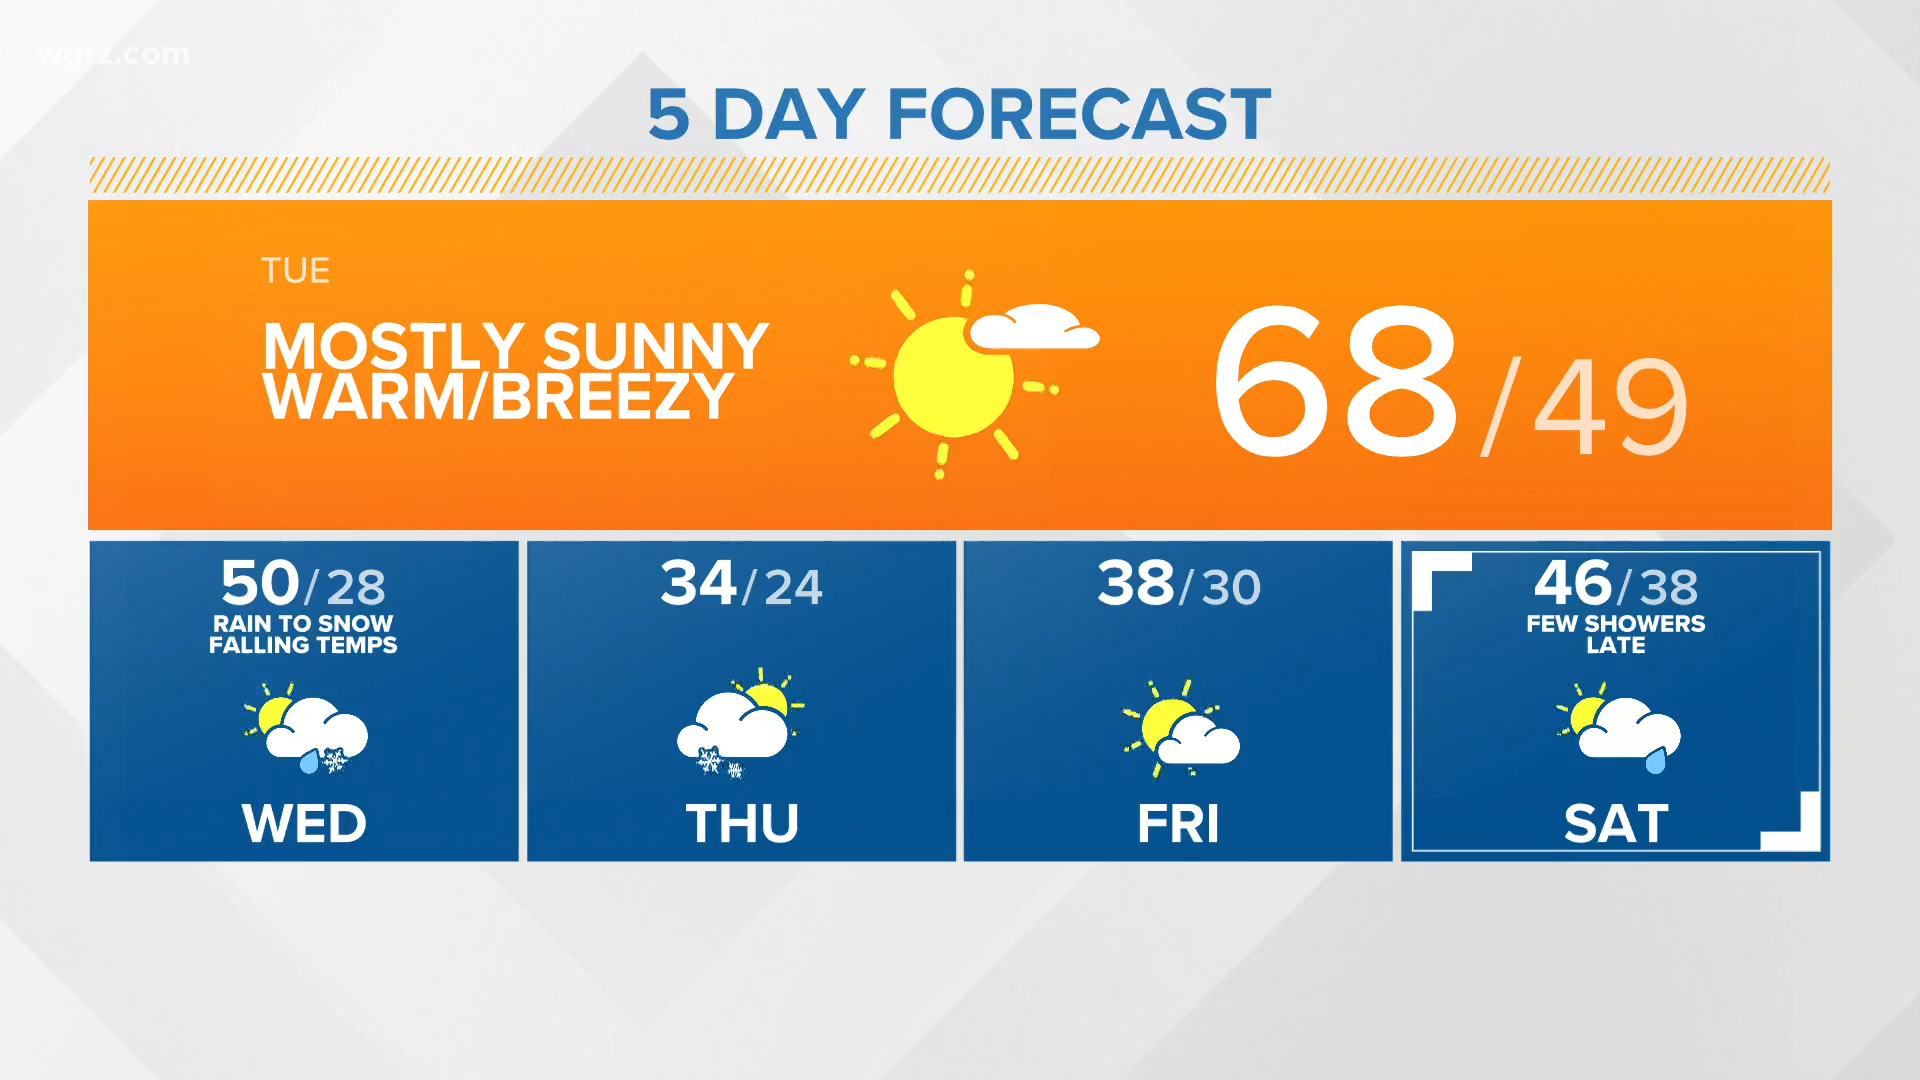 wgrz.com
5 DAY FORECAST
TUE
MOSTLY SUNNY
WARM/BREEZY
68/49
50/28
RAIN TO SNOW
FALLING TEMPS
WED
34/24
THU
38/30
FRI
46/38
FEW SHOWERS
LATE
SAT